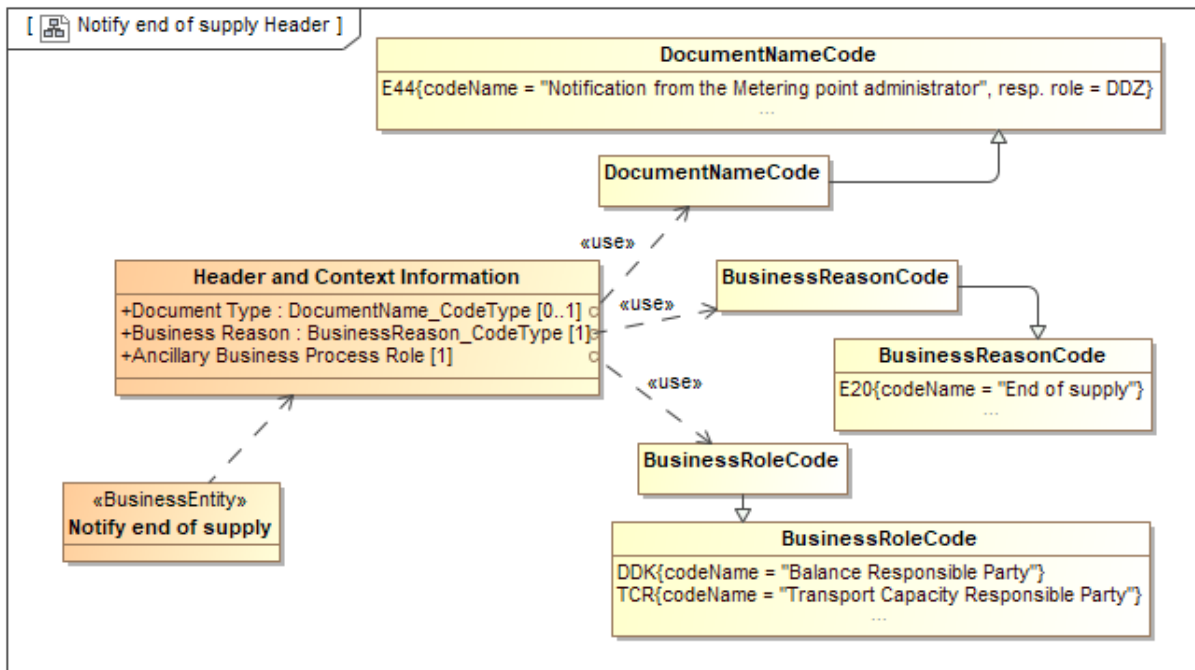 [ Notify end of supply Header ]
DocumentNameCode
E44{codeName = "Notification from the Metering point administrator", resp. role = DDZ}
...
DocumentNameCode
«use»
Header and Context Information
+Document Type : DocumentName_CodeType [0..1]
+Business Reason : BusinessReason_CodeType [1]
+Ancillary Business Process Role [1]
«use»
BusinessReasonCode
BusinessReasonCode
E20{codeName = "End of supply"}
...
«use»
BusinessRoleCode
«BusinessEntity»
Notify end of supply
BusinessRoleCode
DDK{codeName = "Balance Responsible Party"}
TCR{codeName = "Transport Capacity Responsible Party"}
...